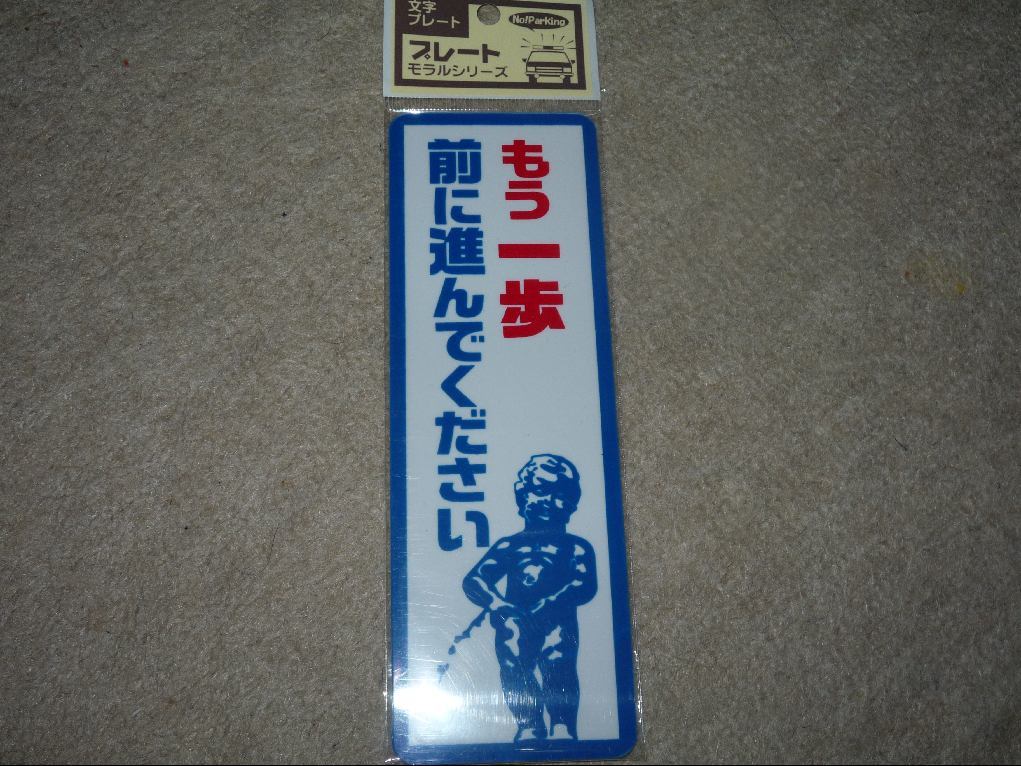 文字
プレート
No!Parking
プレート
モラルシリーズ
もう一歩
前に進んでください